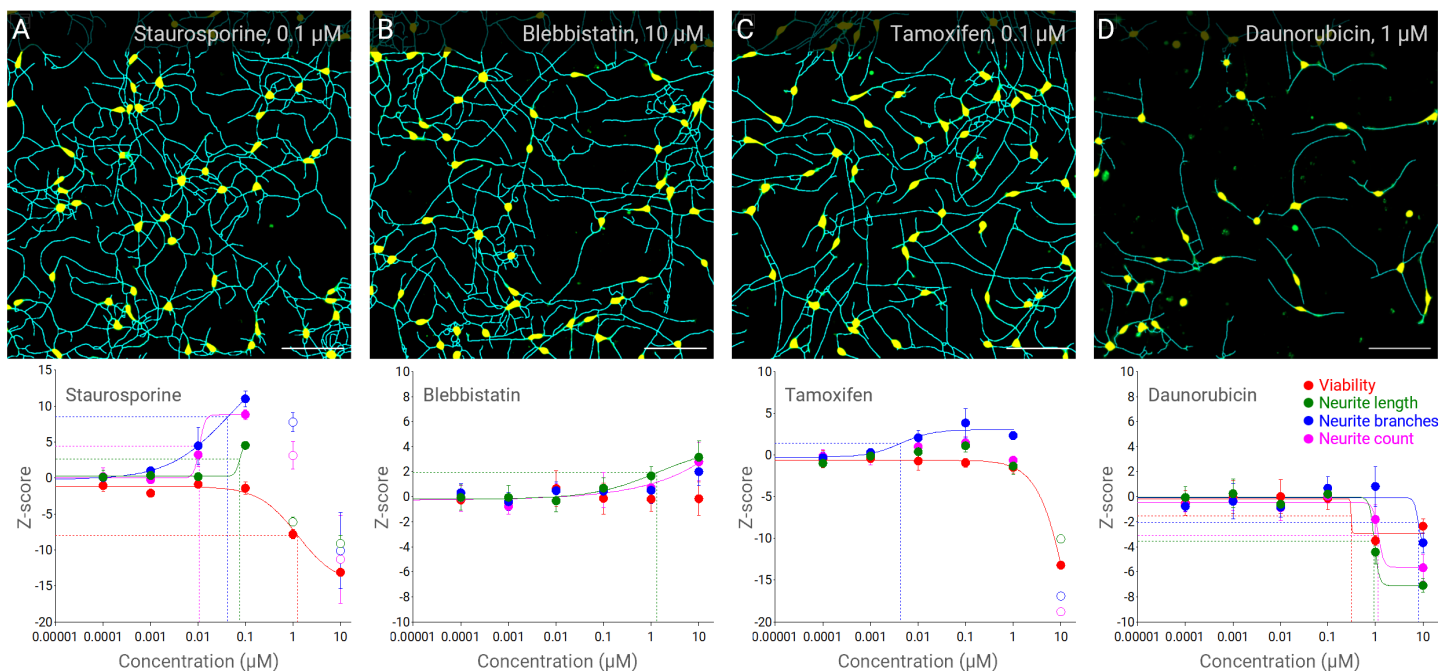 A Staurosporine, 0.1 µM
B Blebbistatin, 10 µM
C Tamoxifen, 0.1 µM
D Daunorubicin, 1 µM
Staurosporine
Z-score
15
10
5
0
-5
-10
-15
-20
0.00001 0.0001 0.001 0.01 0.1 1 10
Concentration (µM)
Blebbistatin
Z-score
10
8
6
4
2
0
-2
-4
-6
-8
-10
0.00001 0.0001 0.001 0.01 0.1 1 10
Concentration (µM)
Tamoxifen
Z-score
10
5
0
-5
-10
-15
-20
0.00001 0.0001 0.001 0.01 0.1 1 10
Concentration (µM)
Daunorubicin
Viability
Neurite length
Neurite branches
Neurite count
Z-score
10
8
6
4
2
0
-2
-4
-6
-8
-10
0.00001 0.0001 0.001 0.01 0.1 1 10
Concentration (µM)